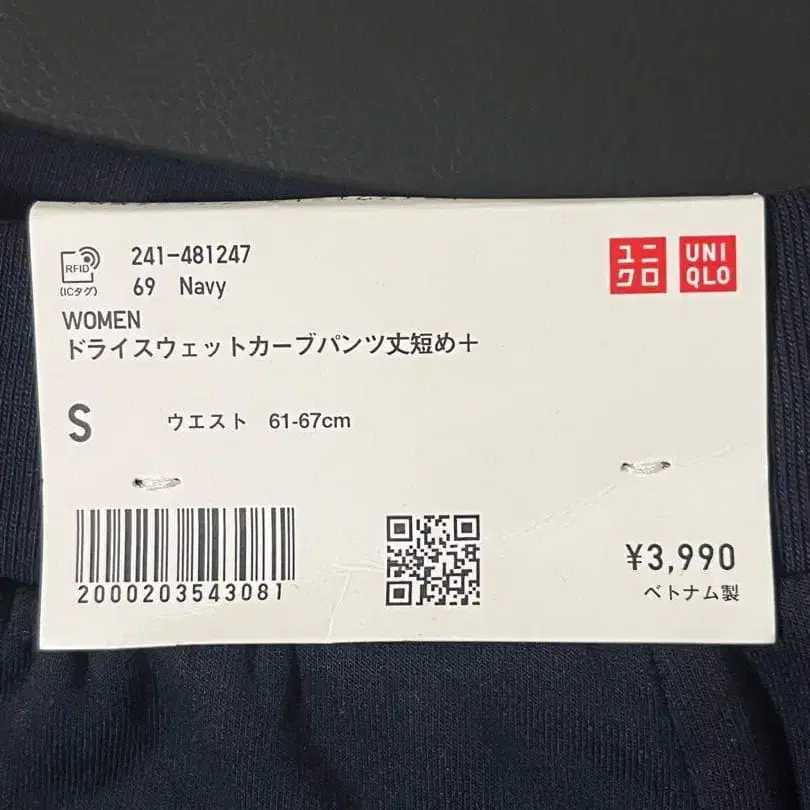 RFID
(ICタグ)
241-481247
69 Navy
ユニクロ
UNIQLO
WOMEN
ドライスウェットカーブパンツ丈短め+
S
ウエスト 61-67cm
2000203543081
¥3,990
ベトナム製